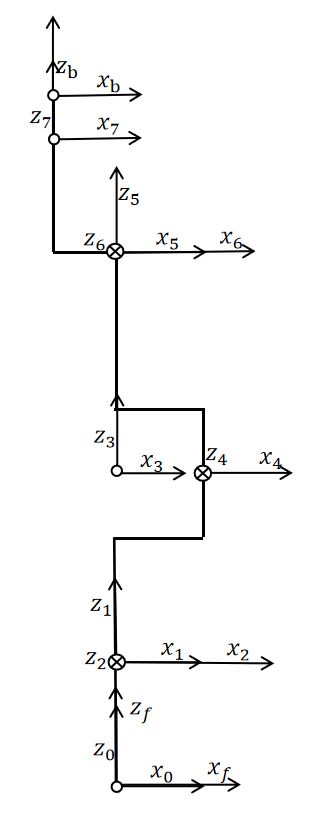 z_b x_b
z_7 x_7
z_5
z_6 x_5 x_6
z_3 x_3 z_4 x_4
z_1
z_2 x_1 x_2
z_f
z_0
x_0 x_f